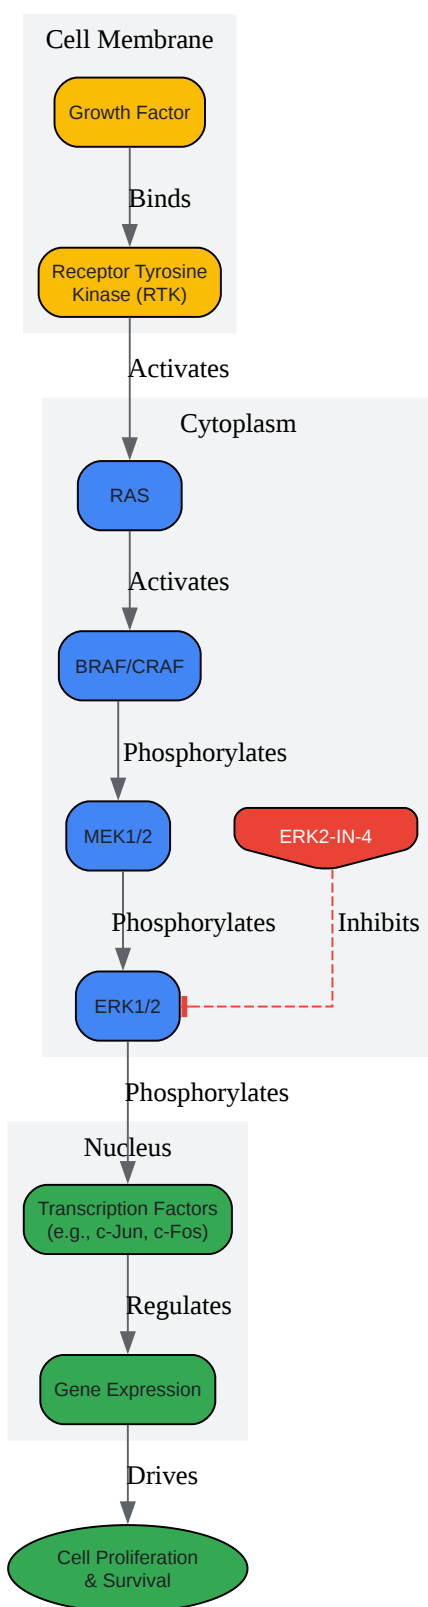 Cell Membrane
Growth Factor
Binds
Receptor Tyrosine
Kinase (RTK)
Activates
Cytoplasm
RAS
Activates
BRAF/CRAF
Phosphorylates
MEK1/2
ERK2-IN-4
Phosphorylates
Inhibits
ERK1/2
Phosphorylates
Nucleus
Transcription Factors
(e.g., c-Jun, c-Fos)
Regulates
Gene Expression
Drives
Cell Proliferation
& Survival